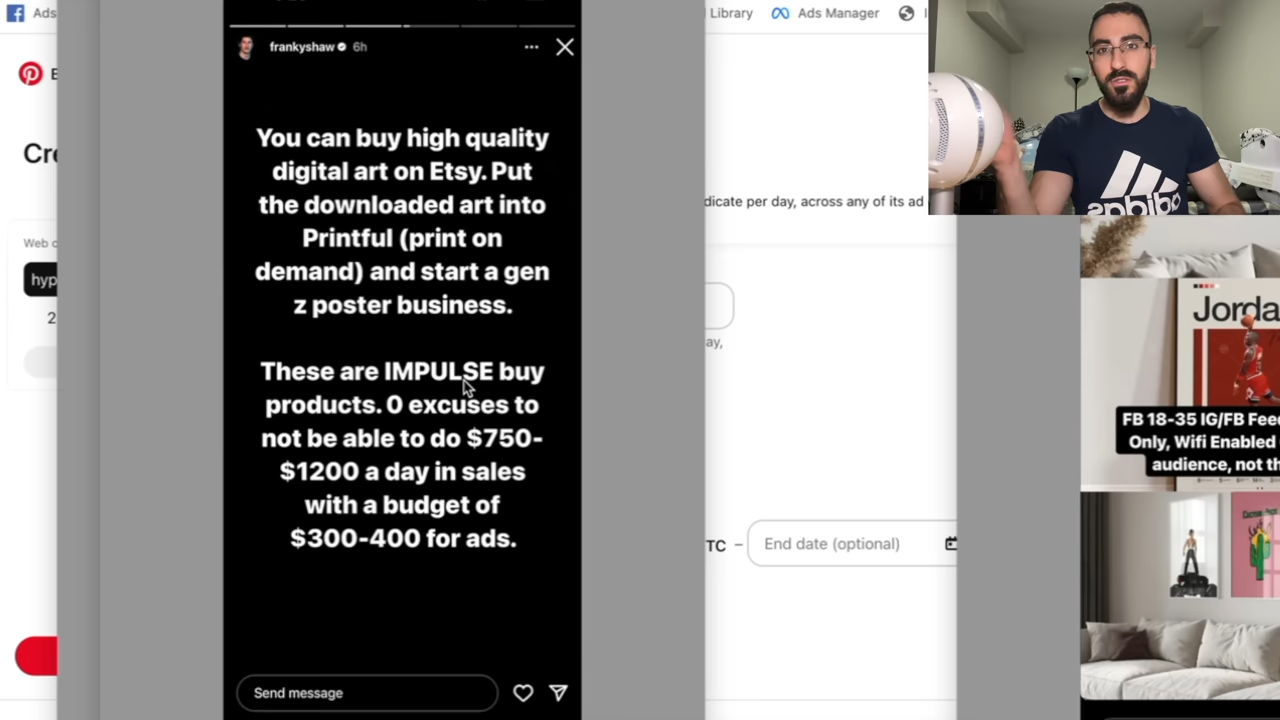 Ads
Library
Ads Manager
frankyshaw 6h
Cre
Web c
hyp
2
You can buy high quality
digital art on Etsy. Put
the downloaded art into
Printful (print on
demand) and start a gen
z poster business.
These are IMPULSE buy
products. 0 excuses to
not be able to do $750-
$1200 a day in sales
with a budget of
$300-400 for ads.
Send message
dicate per day, across any of its ad
ay,
TC – End date (optional)
adidas
Jorda
FB 18-35 IG/FB Fee
Only, Wifi Enabled
audience, not th